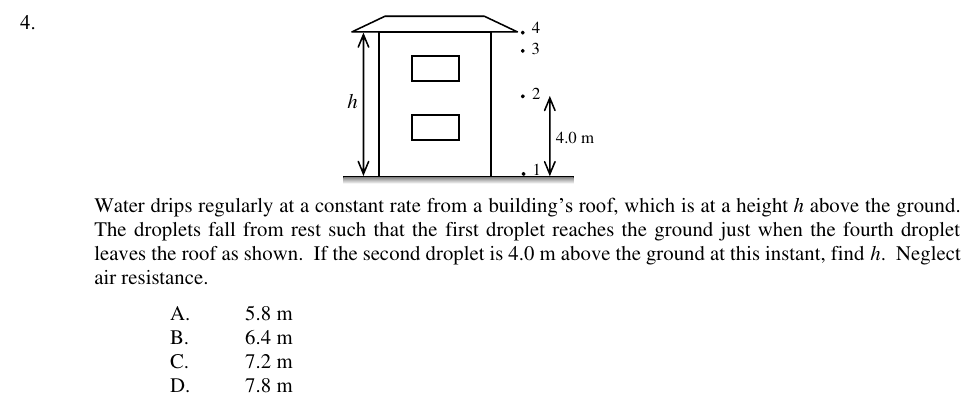 4.
4
3
h
2
4.0 m
1
Water drips regularly at a constant rate from a building’s roof, which is at a height h above the ground.
The droplets fall from rest such that the first droplet reaches the ground just when the fourth droplet
leaves the roof as shown. If the second droplet is 4.0 m above the ground at this instant, find h. Neglect
air resistance.
A. 5.8 m
B. 6.4 m
C. 7.2 m
D. 7.8 m